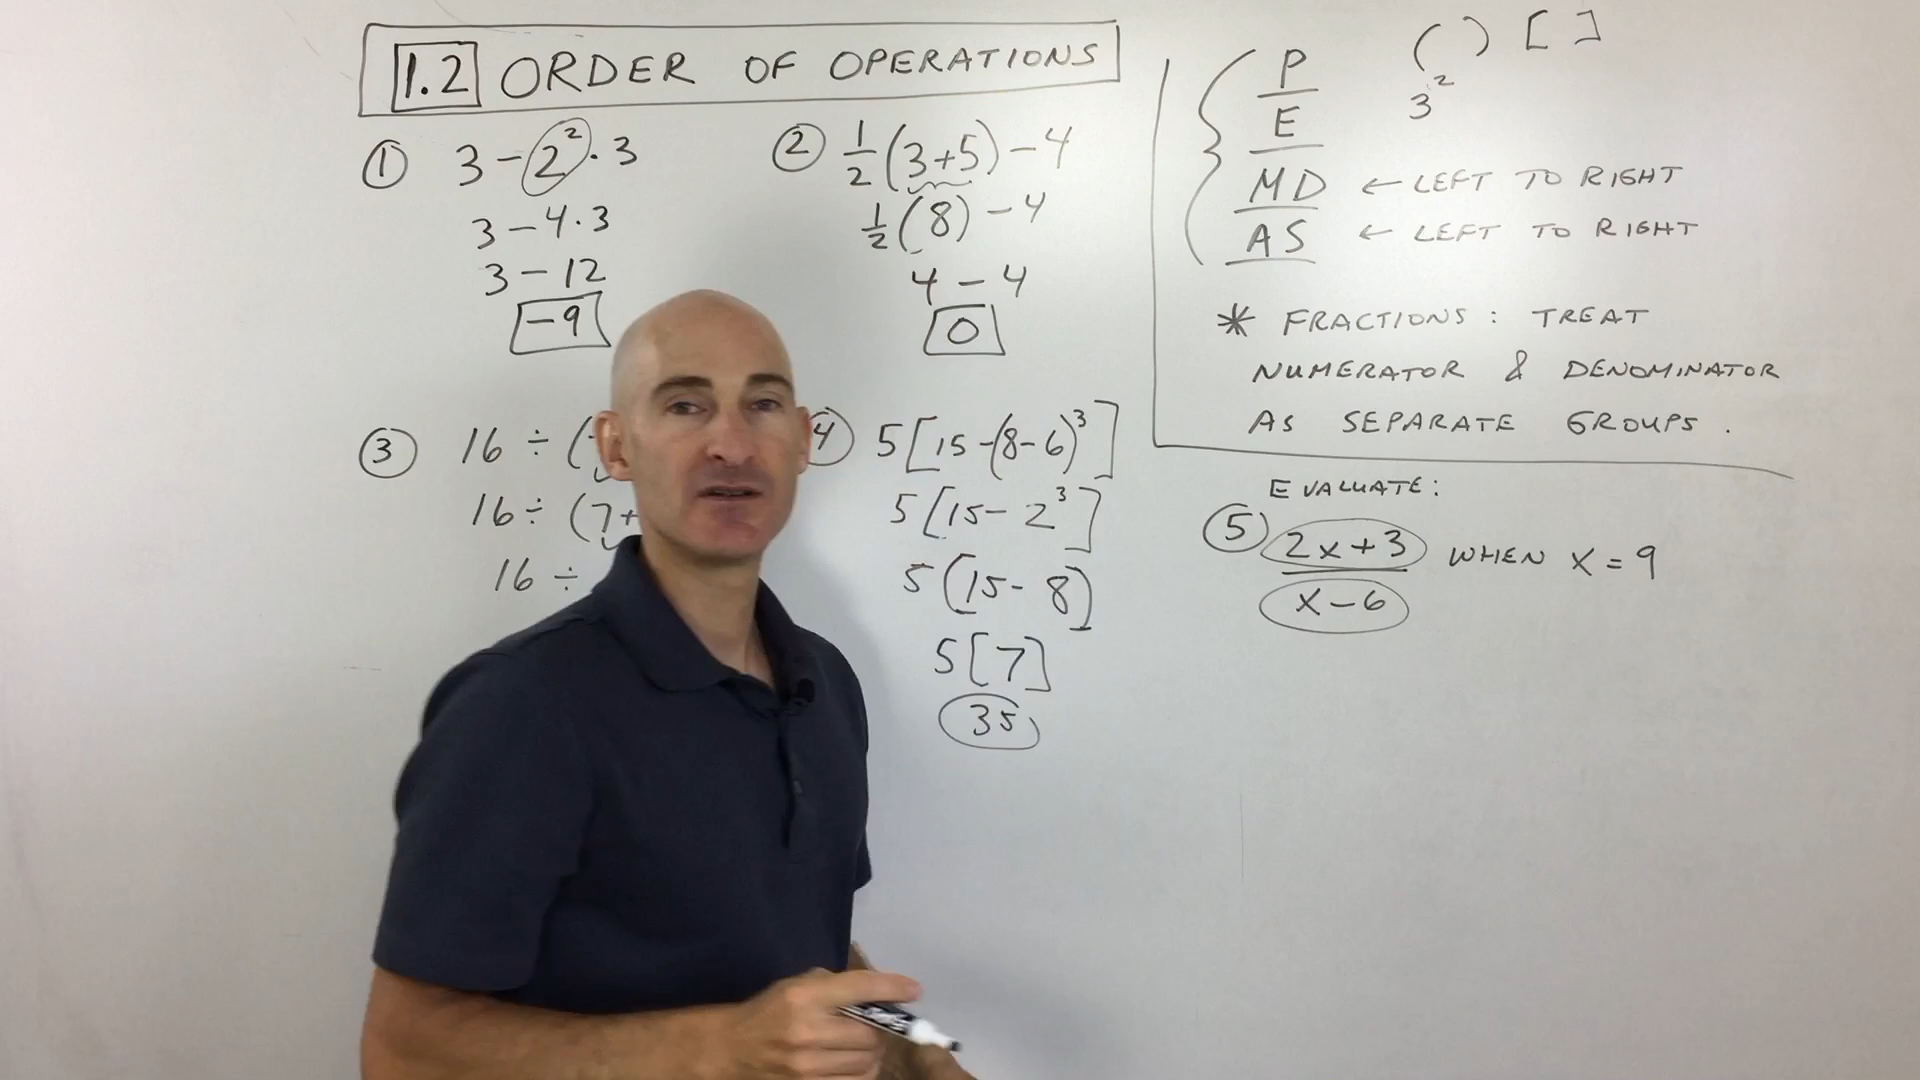 1.2 ORDER OF OPERATIONS
① 3 - 2² · 3
3 - 4 · 3
3 - 12
-9
② 1/2 (3+5) - 4
1/2 (8) - 4
4 - 4
0
③ 16 ÷ (
16 ÷ (7+
16 ÷
④ 5[15-(8-6)³]
5[15-2³]
5[15-8]
5[7]
35
P ( ) [ ]
E 3²
MD ← LEFT TO RIGHT
AS ← LEFT TO RIGHT
* FRACTIONS: TREAT
NUMERATOR & DENOMINATOR
AS SEPARATE GROUPS.
EVALUATE:
⑤ 2x+3 WHEN x = 9
x-6